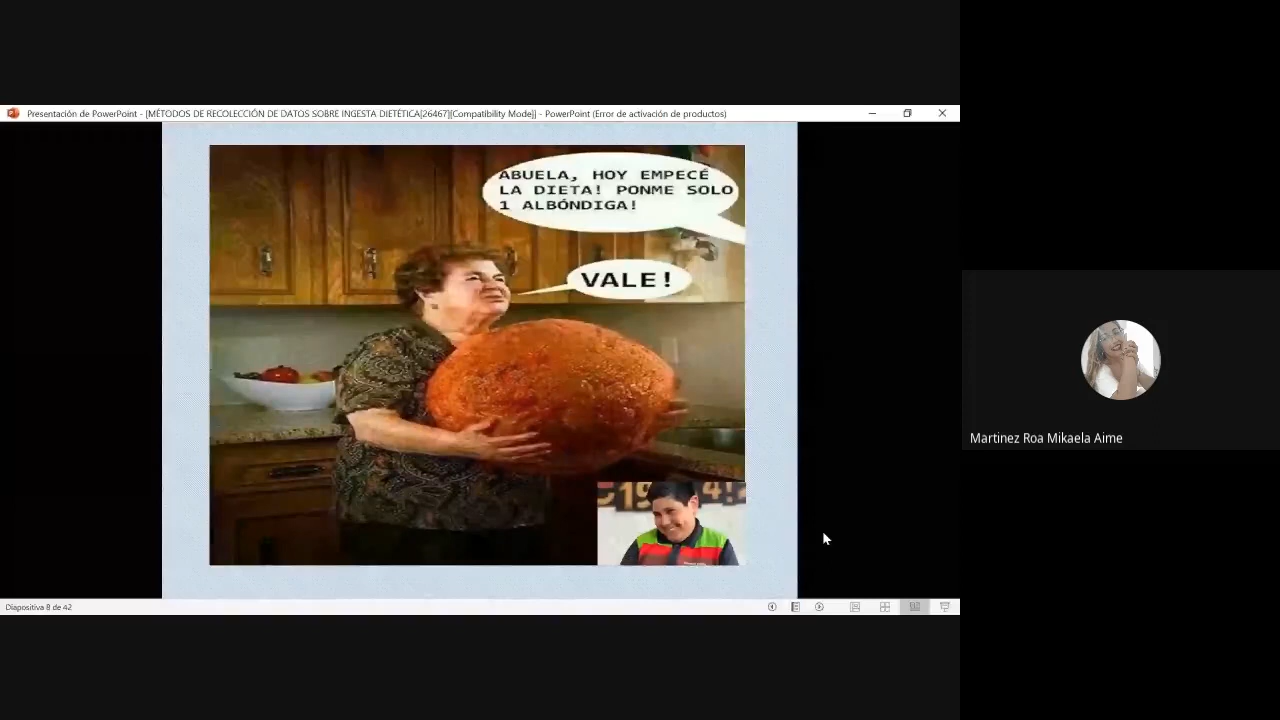 Presentación de PowerPoint - [MÉTODOS DE RECOLECCIÓN DE DATOS SOBRE INGESTA DIETÉTICA[26467][Compatibility Mode]] - PowerPoint (Error de activación de productos)
ABUELA, HOY EMPECÉ
LA DIETA! PONME SOLO
1 ALBÓNDIGA!
VALE!
Martinez Roa Mikaela Aime
Diapositiva 8 de 42